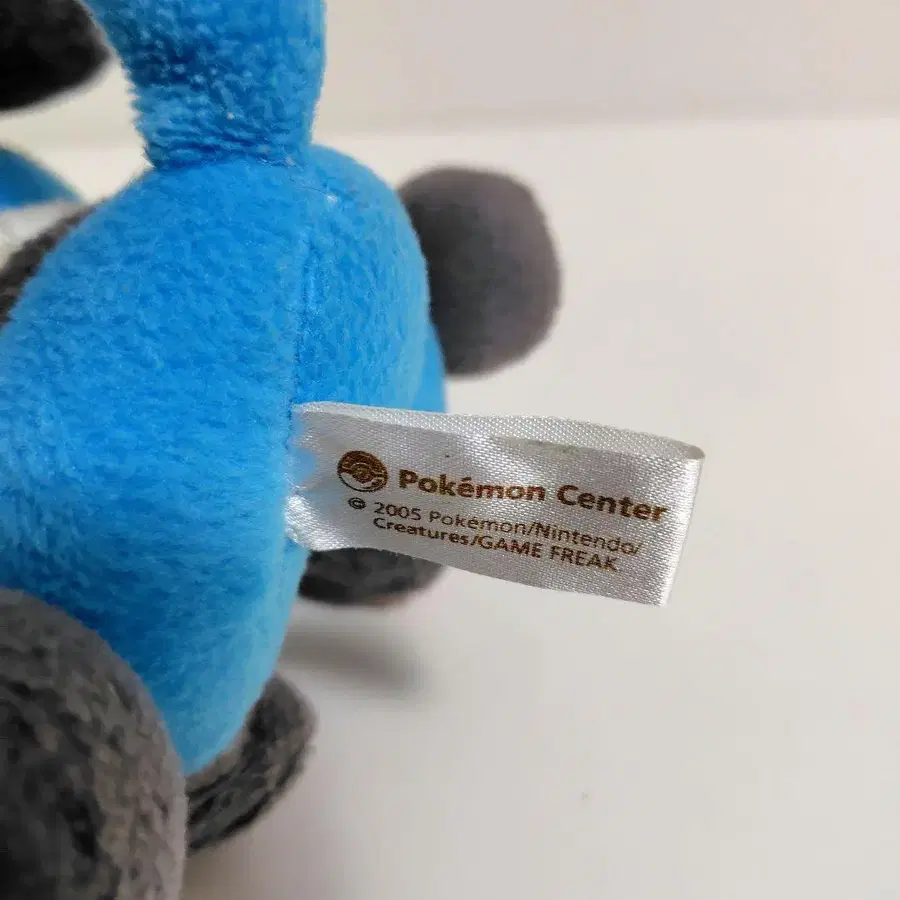 Pokémon Center
© 2005 Pokémon/Nintendo/
Creatures/GAME FREAK